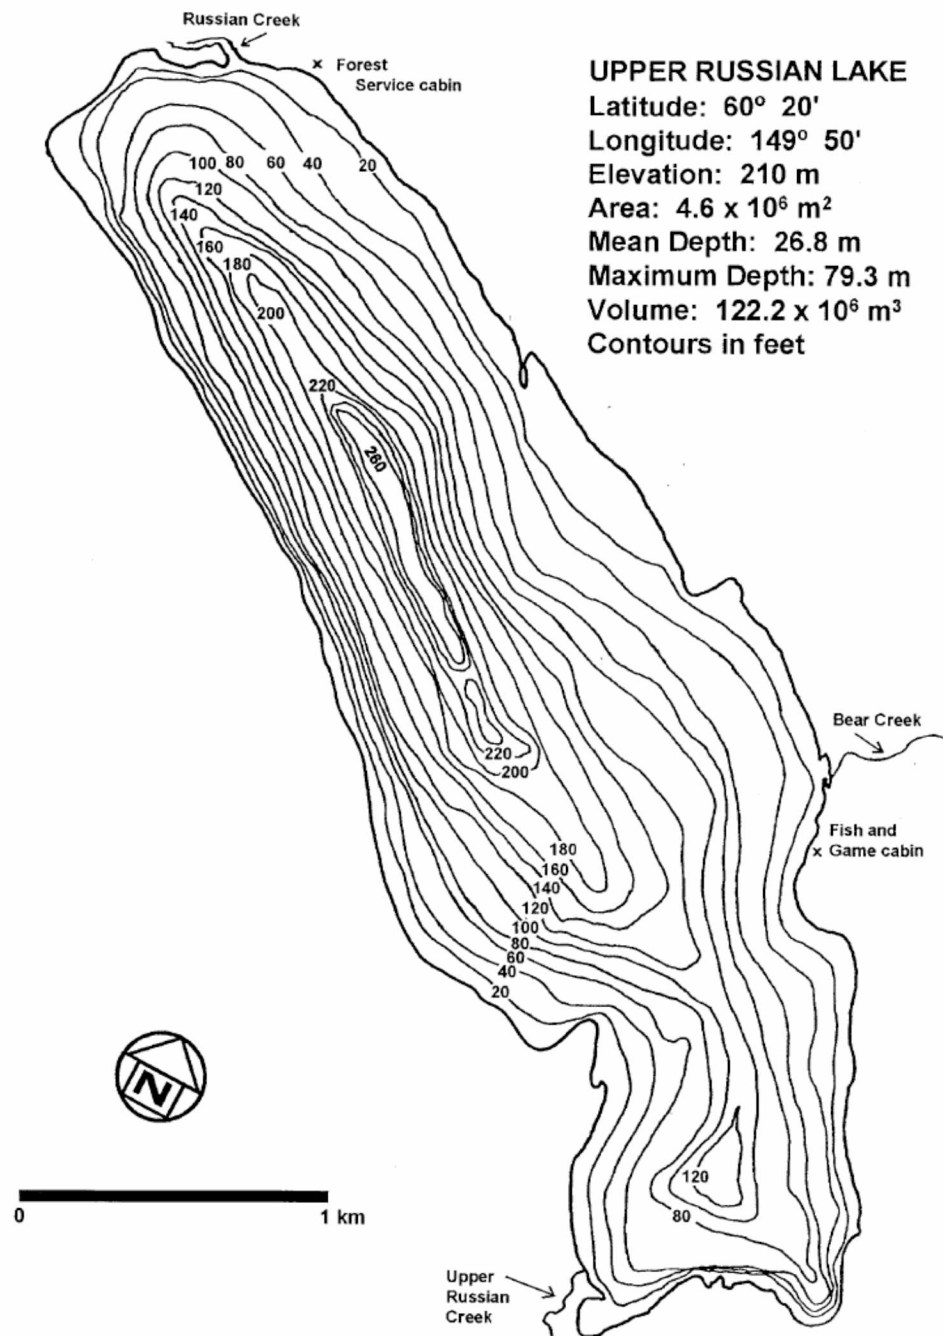 Russian Creek
Forest
Service cabin
UPPER RUSSIAN LAKE
Latitude: 60° 20'
Longitude: 149° 50'
Elevation: 210 m
Area: 4.6 x 10⁶ m²
Mean Depth: 26.8 m
Maximum Depth: 79.3 m
Volume: 122.2 x 10⁶ m³
Contours in feet
100 80 60 40 20
120
140
160
180
200
220
260
220
200
Bear Creek
Fish and
Game cabin
180
160
140
120
100
80
60
40
20
N
120
80
0 1 km
Upper
Russian
Creek